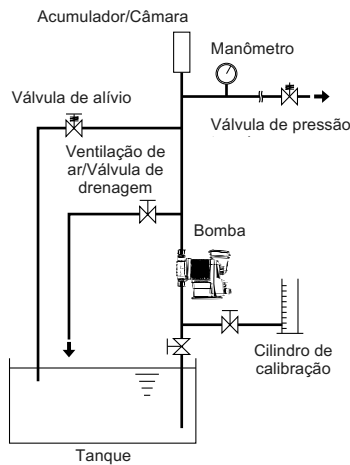 Acumulador/Câmara
Manômetro
Válvula de alívio
Válvula de pressão
Ventilação de
ar/Válvula de
drenagem
Bomba
Cilindro de
calibração
Tanque